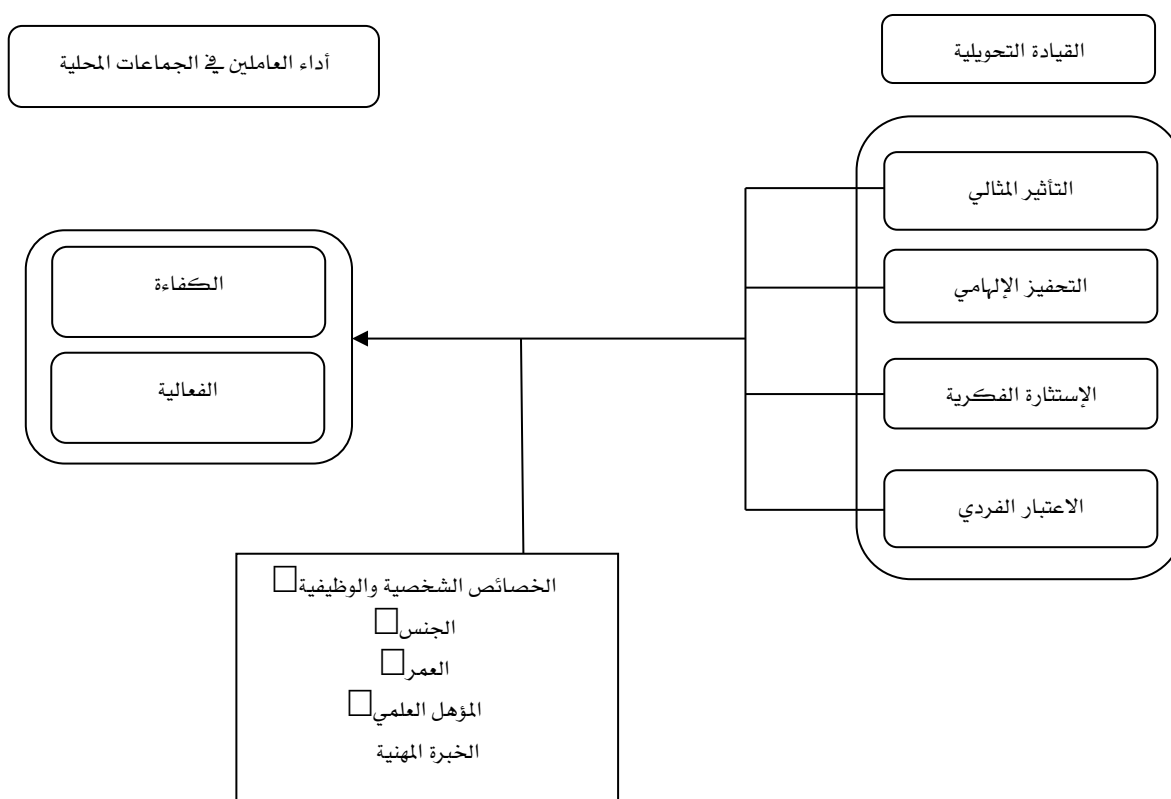 القيادة التحويلية
أداء العاملين في الجماعات المحلية
التأثير المثالي
التحفيز الإلهامي
الإستثارة الفكرية
الاعتبار الفردي
الكفاءة
الفعالية
الخصائص الشخصية والوظيفية
الجنس
العمر
المؤهل العلمي
الخبرة المهنية